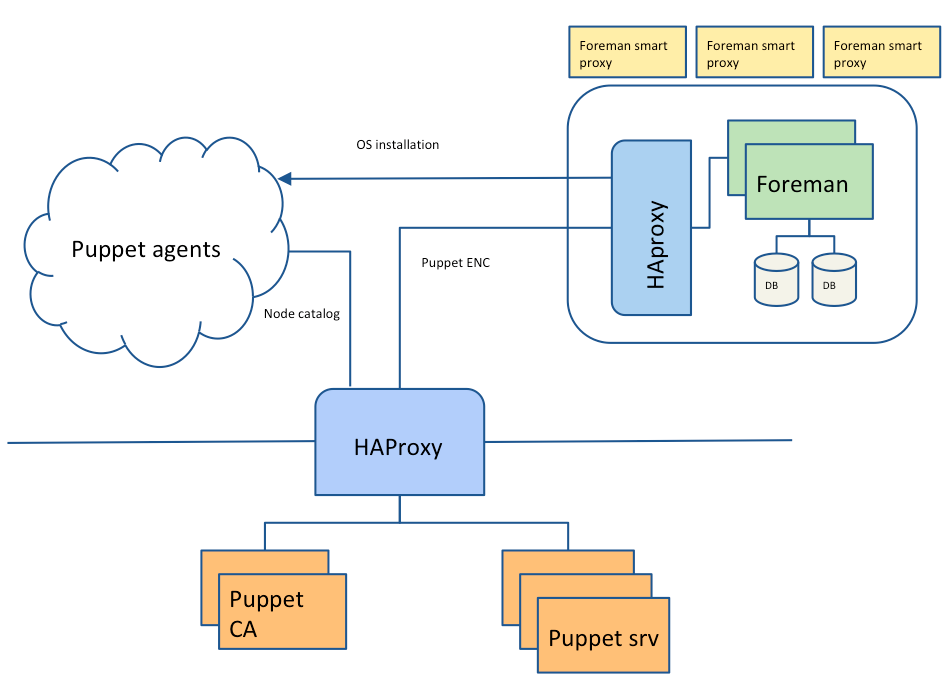 Foreman smart
proxy
Foreman smart
proxy
Foreman smart
proxy
OS installation
HAproxy
Foreman
Puppet agents
Puppet ENC
DB
DB
Node catalog
HAProxy
Puppet
CA
Puppet srv